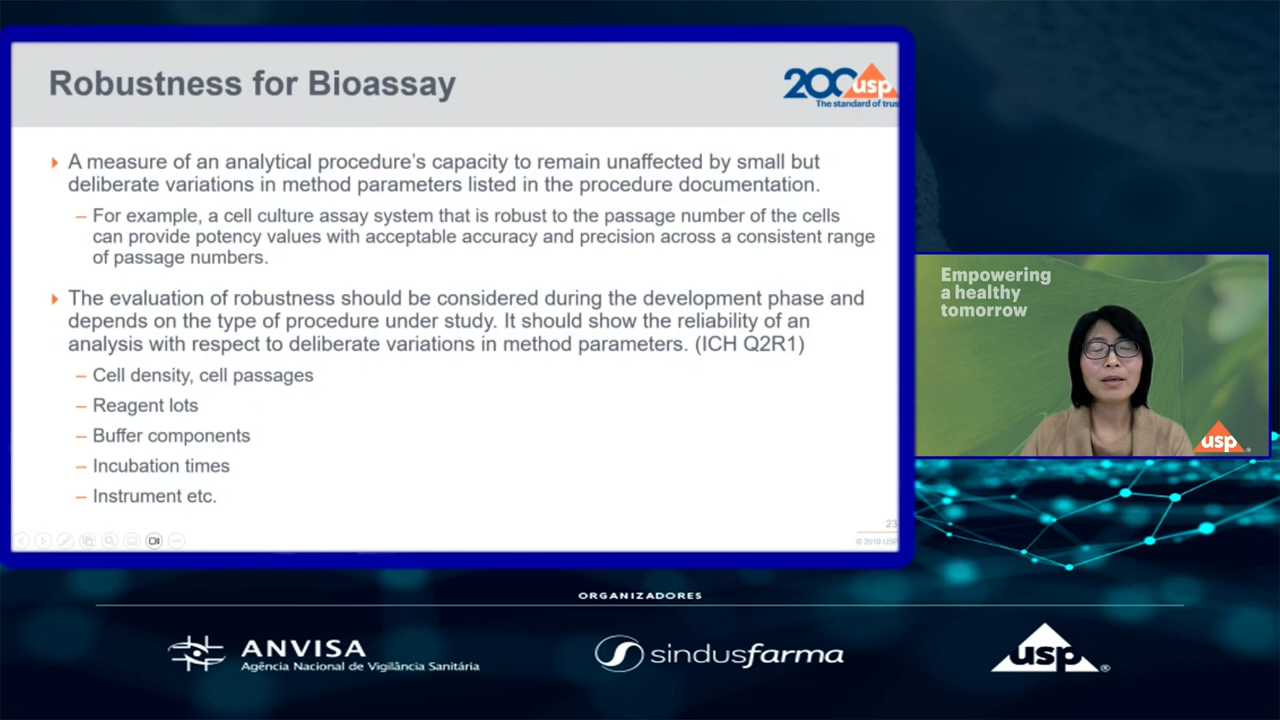 Robustness for Bioassay
200 usp
The standard of trus
A measure of an analytical procedure's capacity to remain unaffected by small but
deliberate variations in method parameters listed in the procedure documentation.
– For example, a cell culture assay system that is robust to the passage number of the cells
can provide potency values with acceptable accuracy and precision across a consistent range
of passage numbers.
The evaluation of robustness should be considered during the development phase and
depends on the type of procedure under study. It should show the reliability of an
analysis with respect to deliberate variations in method parameters. (ICH Q2R1)
– Cell density, cell passages
– Reagent lots
– Buffer components
– Incubation times
– Instrument etc.
23
© 2019 USP
Empowering
a healthy
tomorrow
usp®
ORGANIZADORES
ANVISA
Agência Nacional de Vigilância Sanitária
sindusfarma
usp®